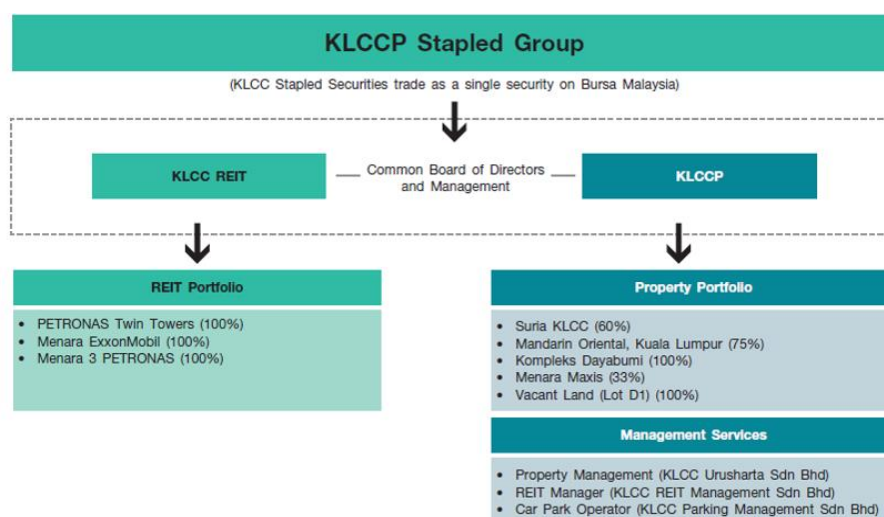 KLCCP Stapled Group
(KLCC Stapled Securities trade as a single security on Bursa Malaysia)
KLCC REIT
Common Board of Directors
and Management
KLCCP
REIT Portfolio
• PETRONAS Twin Towers (100%)
• Menara ExxonMobil (100%)
• Menara 3 PETRONAS (100%)
Property Portfolio
• Suria KLCC (60%)
• Mandarin Oriental, Kuala Lumpur (75%)
• Kompleks Dayabumi (100%)
• Menara Maxis (33%)
• Vacant Land (Lot D1) (100%)
Management Services
• Property Management (KLCC Urusharta Sdn Bhd)
• REIT Manager (KLCC REIT Management Sdn Bhd)
• Car Park Operator (KLCC Parking Management Sdn Bhd)